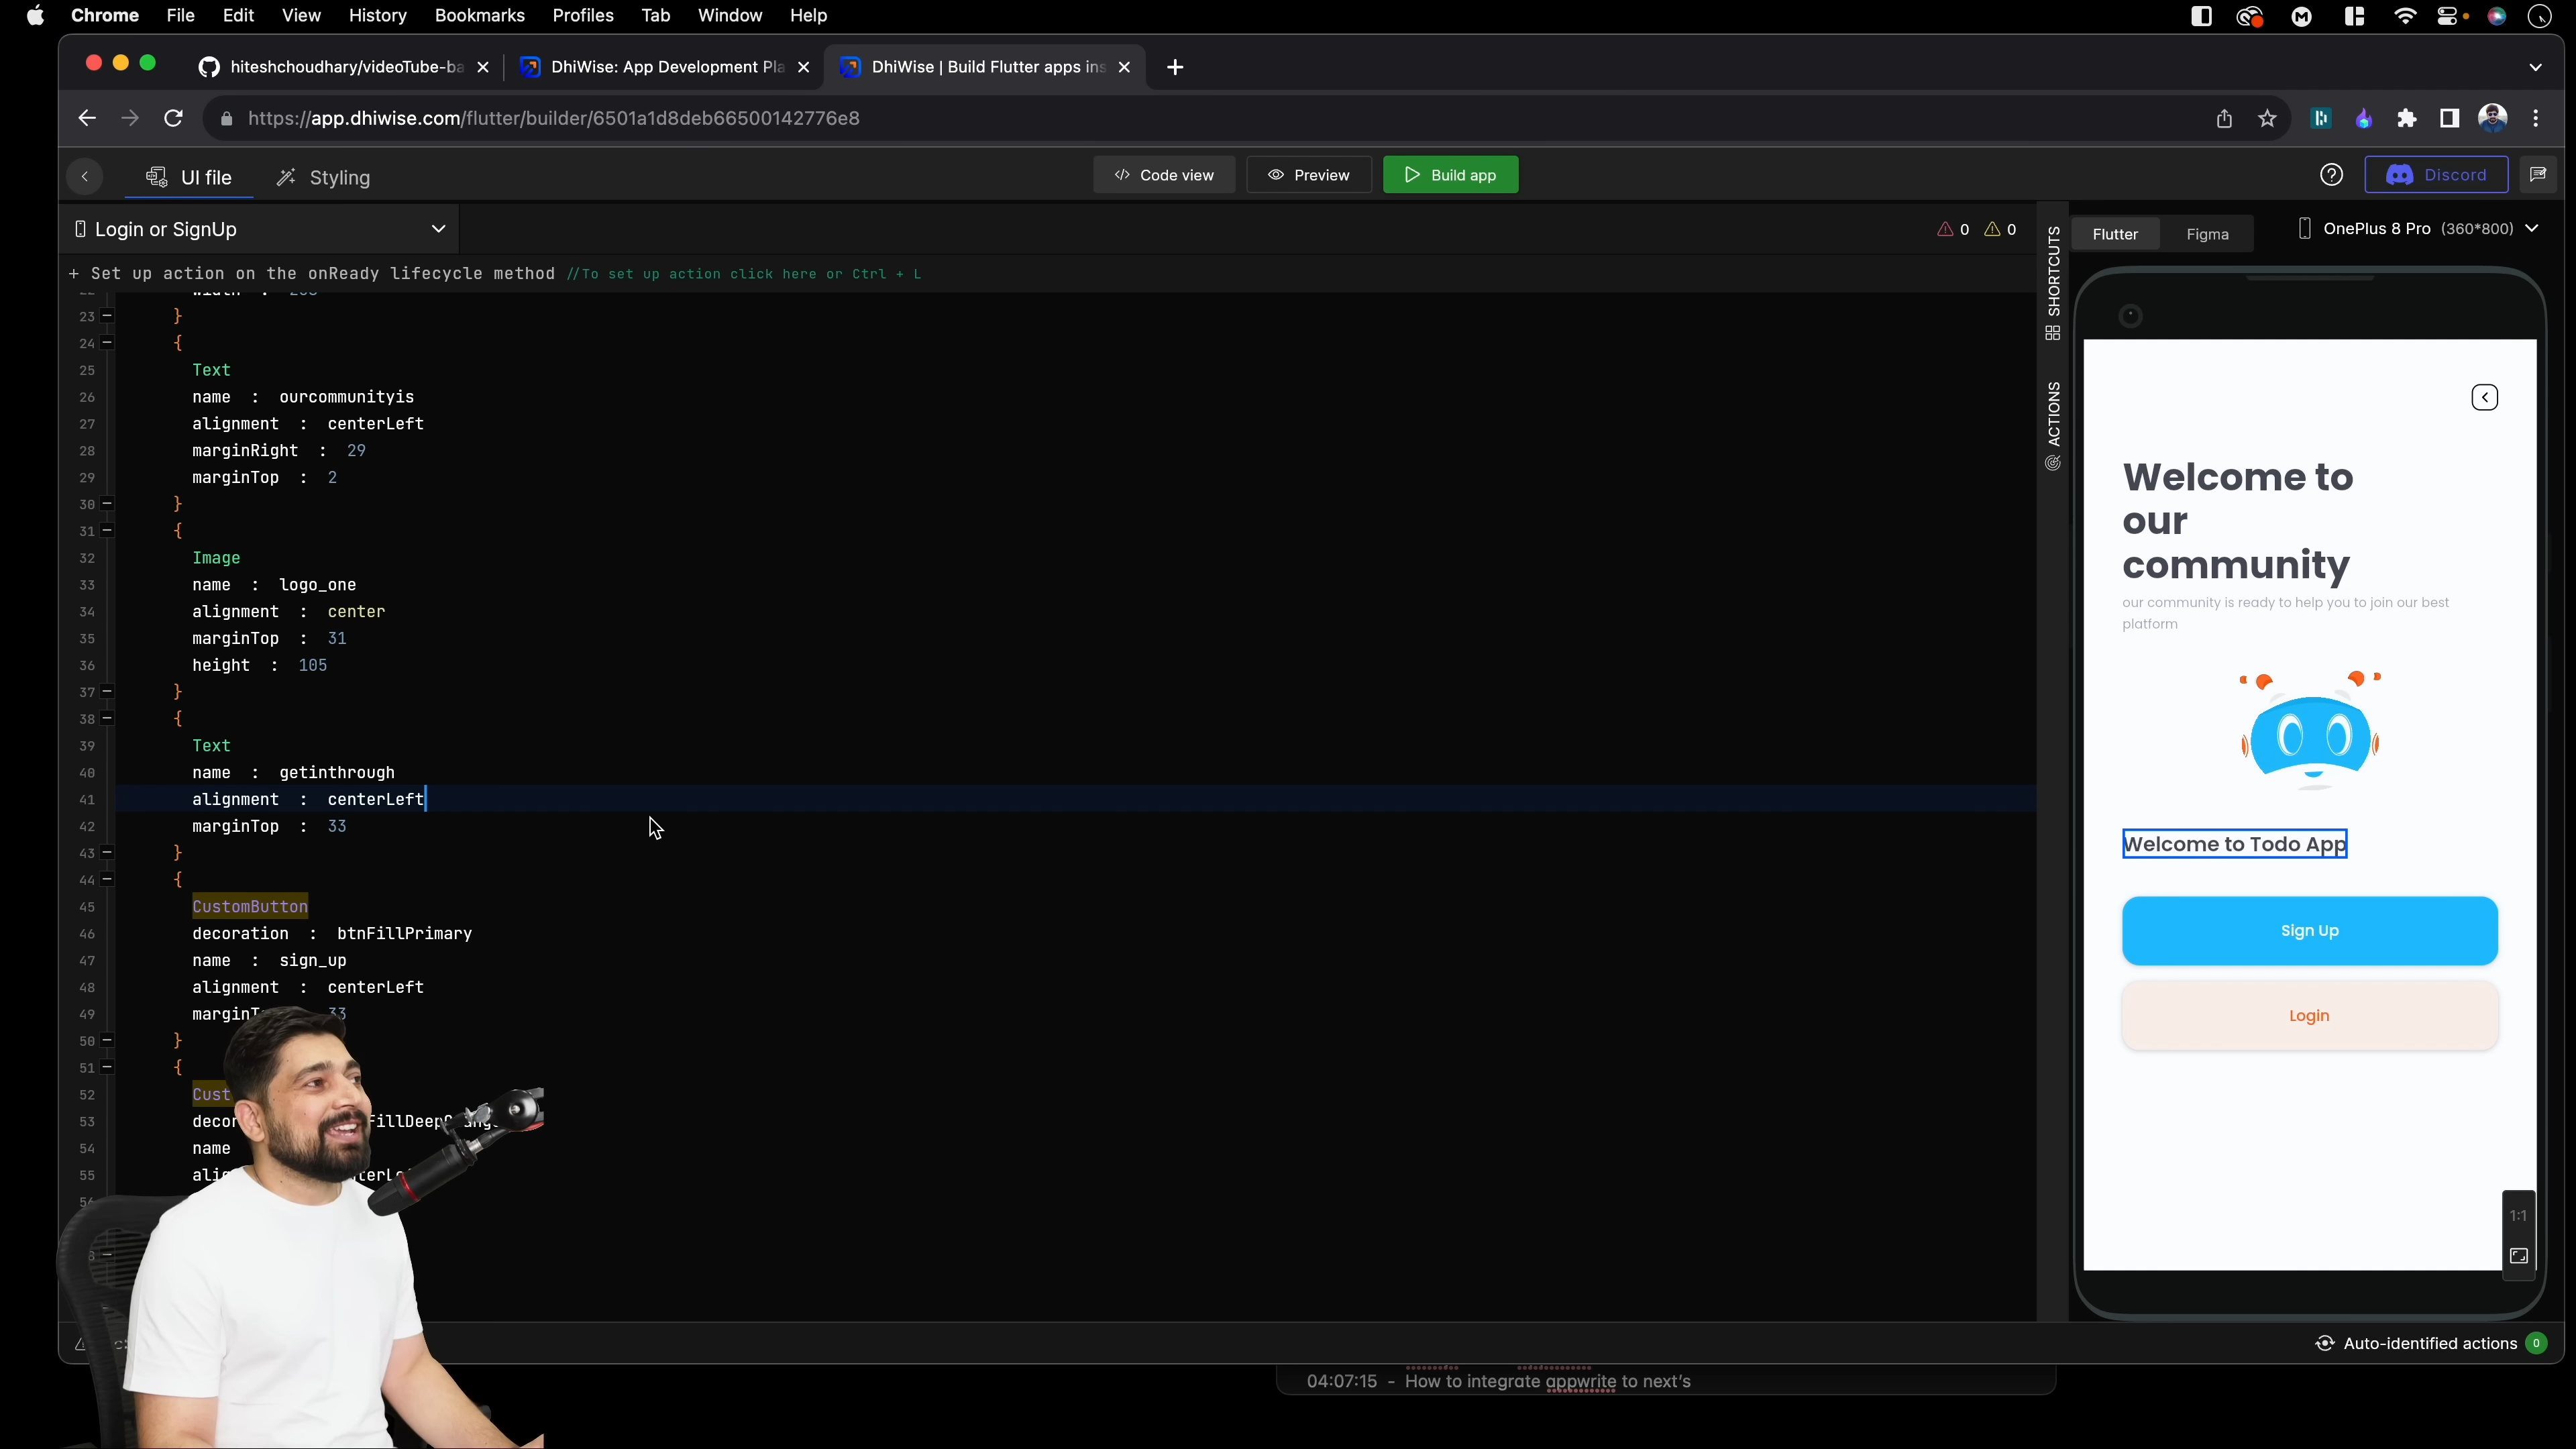 Chrome File Edit View History Bookmarks Profiles Tab Window Help
hiteshchoudhary/videoTube-ba
DhiWise: App Development Pla
DhiWise | Build Flutter apps ins
https://app.dhiwise.com/flutter/builder/6501a1d8deb66500142776e8
UI file
Styling
Code view
Preview
Build app
Discord
Login or SignUp
0 0
+ Set up action on the onReady lifecycle method //To set up action click here or Ctrl + L
23 }
24 {
25 Text
26 name : ourcommunityis
27 alignment : centerLeft
28 marginRight : 29
29 marginTop : 2
30 }
31 {
32 Image
33 name : logo_one
34 alignment : center
35 marginTop : 31
36 height : 105
37 }
38 {
39 Text
40 name : getinthrough
41 alignment : centerLeft
42 marginTop : 33
43 }
44 {
45 CustomButton
46 decoration : btnFillPrimary
47 name : sign_up
48 alignment : centerLeft
49 marginT 33
50 }
51 {
52 Cust
53 decor FillDeep
54 name
55 alig
SHORTCUTS
ACTIONS
Flutter
Figma
OnePlus 8 Pro (360*800)
Welcome to
our
community
our community is ready to help you to join our best
platform
Welcome to Todo App
Sign Up
Login
1:1
Auto-identified actions 0
04:07:15 - How to integrate appwrite to next's